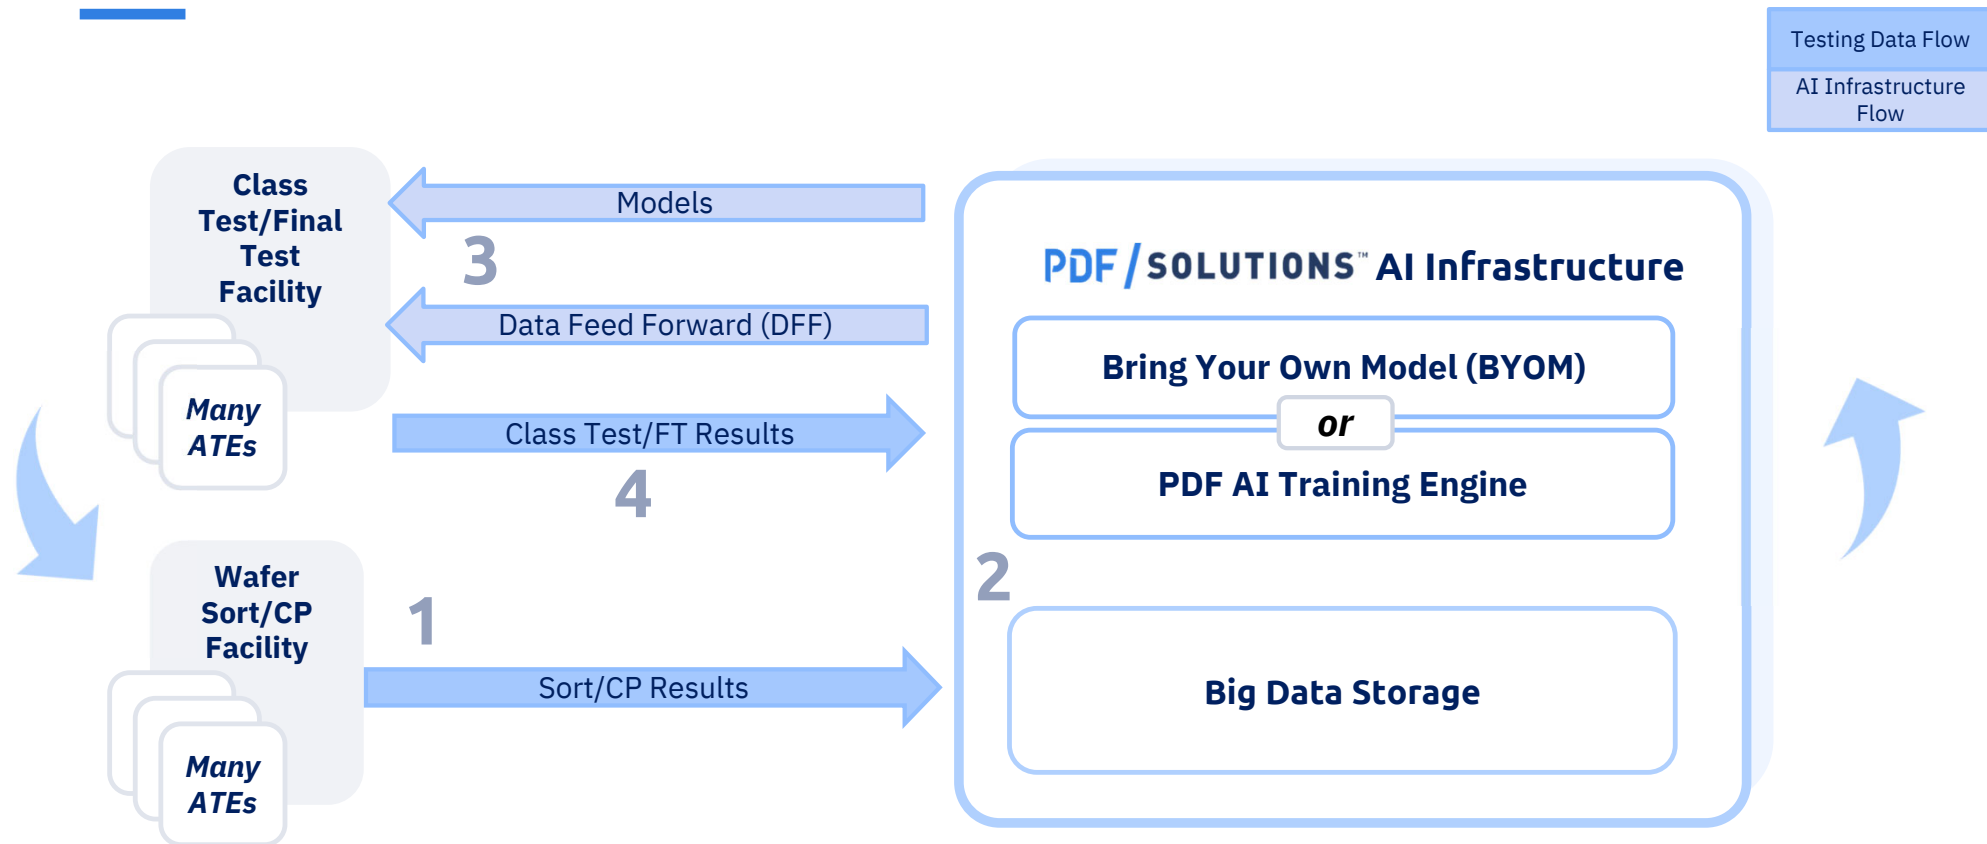 Testing Data Flow
AI Infrastructure
Flow
Class
Test/Final
Test
Facility
Many
ATEs
Models
3
Data Feed Forward (DFF)
Class Test/FT Results
4
Wafer
Sort/CP
Facility
Many
ATEs
1
Sort/CP Results
2
PDF/SOLUTIONS™ AI Infrastructure
Bring Your Own Model (BYOM)
or
PDF AI Training Engine
Big Data Storage